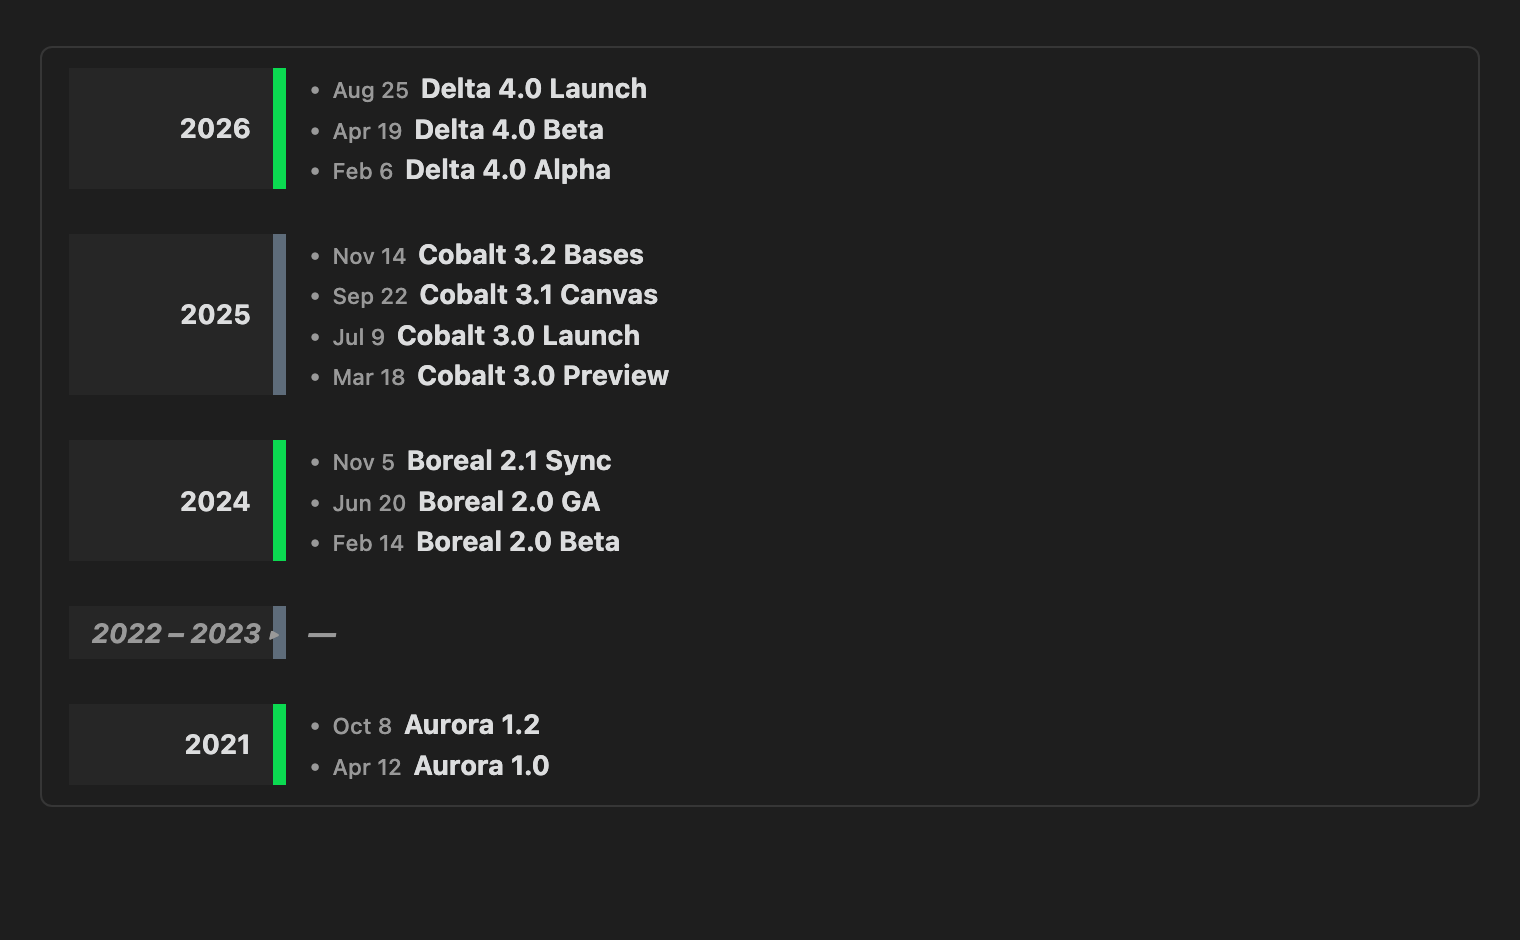 2026
• Aug 25 Delta 4.0 Launch
• Apr 19 Delta 4.0 Beta
• Feb 6 Delta 4.0 Alpha
2025
• Nov 14 Cobalt 3.2 Bases
• Sep 22 Cobalt 3.1 Canvas
• Jul 9 Cobalt 3.0 Launch
• Mar 18 Cobalt 3.0 Preview
2024
• Nov 5 Boreal 2.1 Sync
• Jun 20 Boreal 2.0 GA
• Feb 14 Boreal 2.0 Beta
2022 – 2023 ▸ —
2021
• Oct 8 Aurora 1.2
• Apr 12 Aurora 1.0